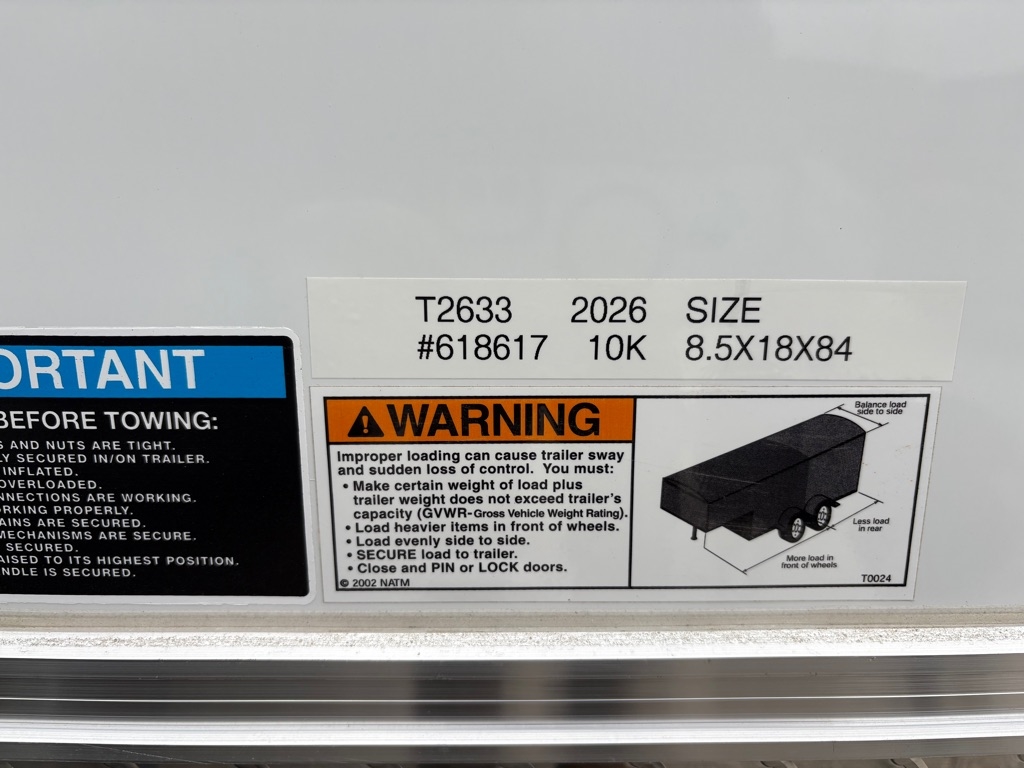 T2633 2026 SIZE
#618617 10K 8.5X18X84
ORTANT
BEFORE TOWING:
AND NUTS ARE TIGHT.
SECURED IN/ON TRAILER.
INFLATED.
OVERLOADED.
ARE WORKING.
PROPERLY.
ARE SECURED.
MECHANISMS ARE SECURE.
SECURED.
TO ITS HIGHEST POSITION.
IS SECURED.
WARNING
Improper loading can cause trailer sway
and sudden loss of control. You must:
• Make certain weight of load plus
trailer weight does not exceed trailer's
capacity (GVWR-Gross Vehicle Weight Rating).
• Load heavier items in front of wheels.
• Load evenly side to side.
• SECURE load to trailer.
• Close and PIN or LOCK doors.
© 2002 NATM
Balance load
side to side
Less load
in rear
More load in
front of wheels
T0024